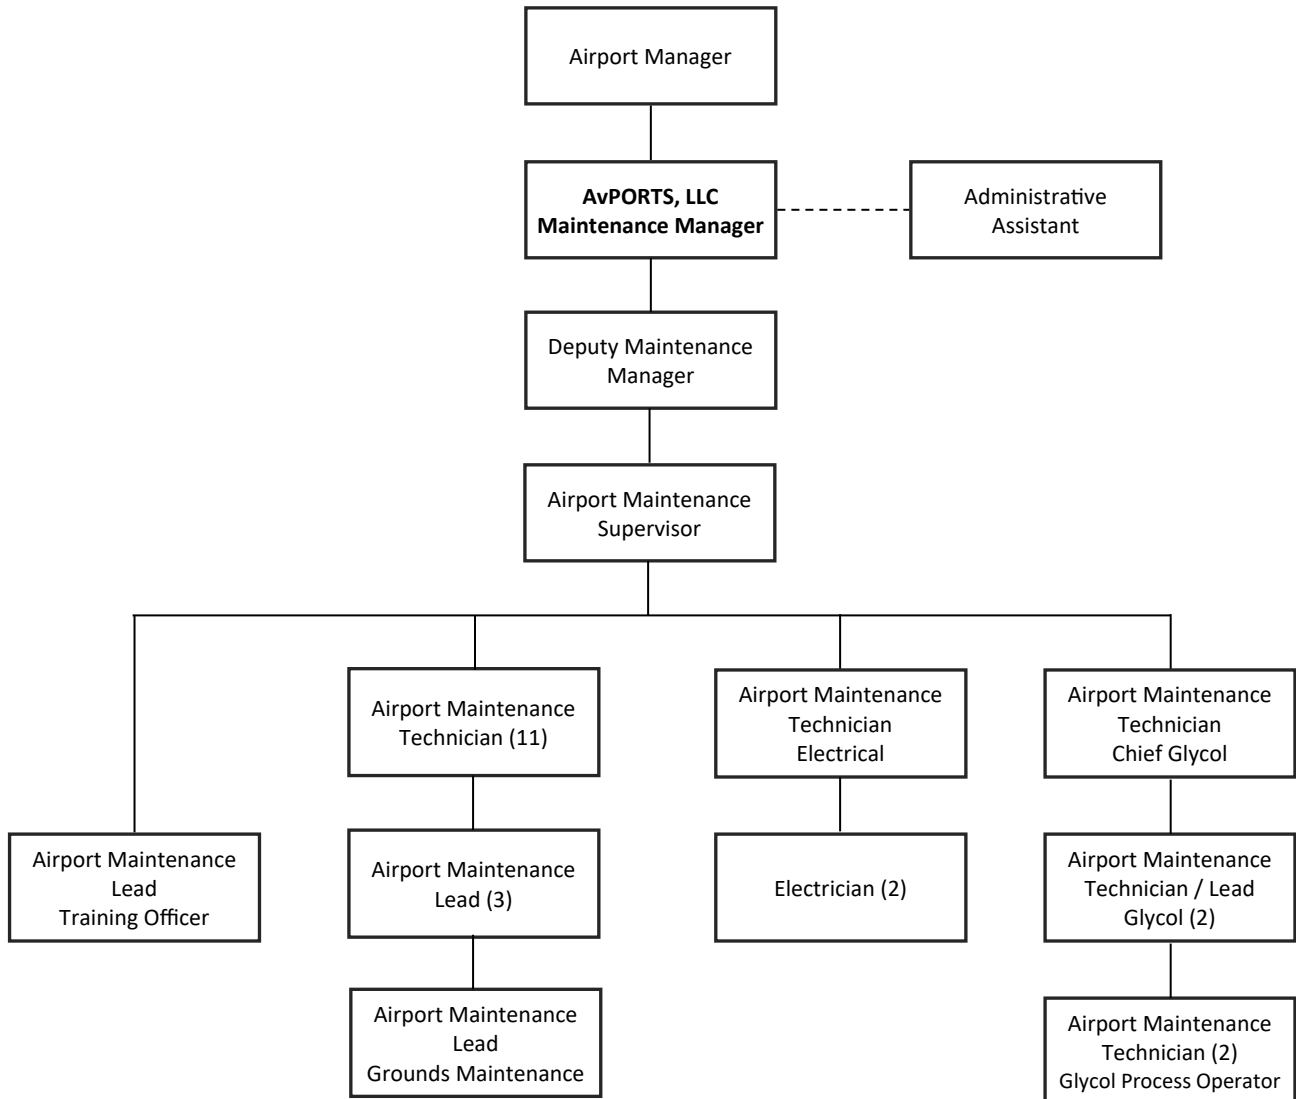 Airport Manager
AvPORTS, LLC
Maintenance Manager
Administrative
Assistant
Deputy Maintenance
Manager
Airport Maintenance
Supervisor
Airport Maintenance
Technician (11)
Airport Maintenance
Technician
Electrical
Airport Maintenance
Technician
Chief Glycol
Airport Maintenance
Lead
Training Officer
Airport Maintenance
Lead (3)
Electrician (2)
Airport Maintenance
Technician / Lead
Glycol (2)
Airport Maintenance
Lead
Grounds Maintenance
Airport Maintenance
Technician (2)
Glycol Process Operator